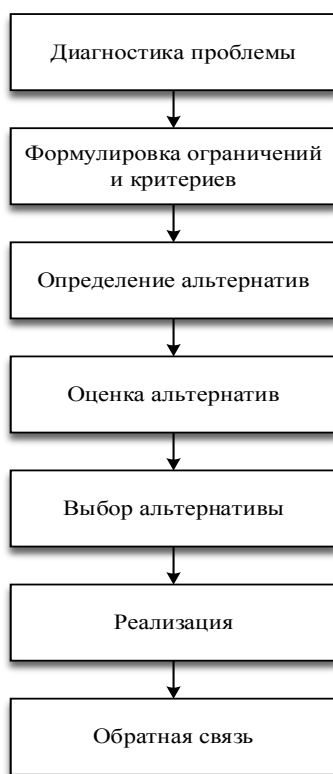 Диагностика проблемы
Формулировка ограничений
и критериев
Определение альтернатив
Оценка альтернатив
Выбор альтернативы
Реализация
Обратная связь